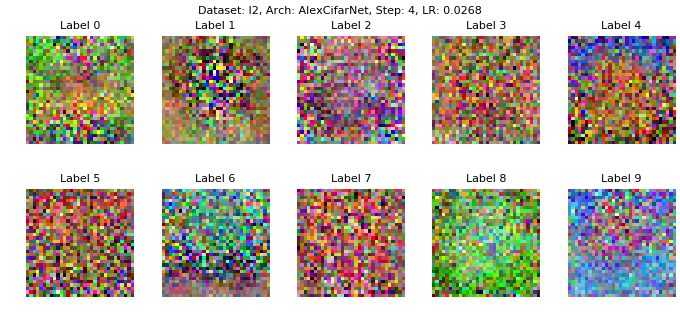 Dataset: I2, Arch: AlexCifarNet, Step: 4, LR: 0.0268
Label 0 Label 1 Label 2 Label 3 Label 4
Label 5 Label 6 Label 7 Label 8 Label 9